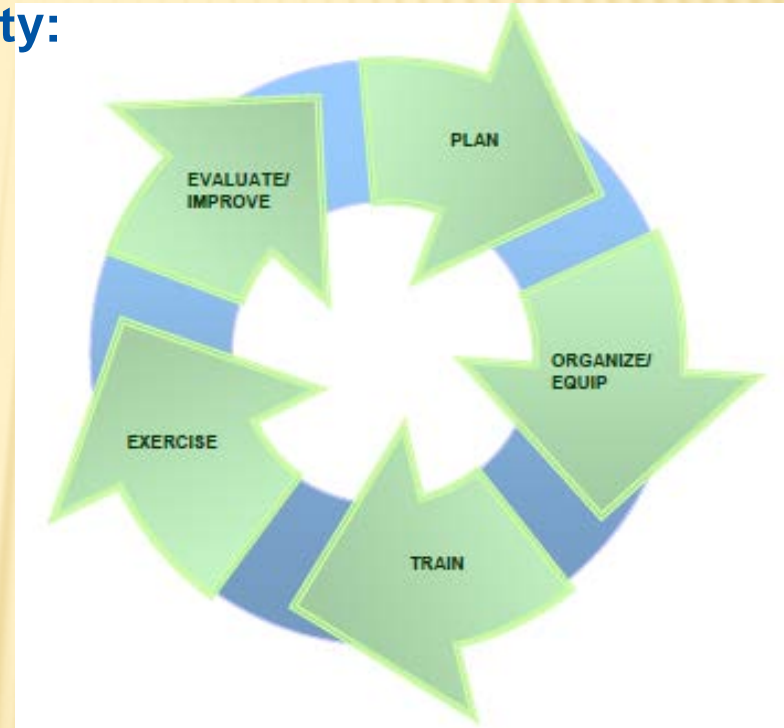 ty:
PLAN
ORGANIZE/
EQUIP
TRAIN
EXERCISE
EVALUATE/
IMPROVE